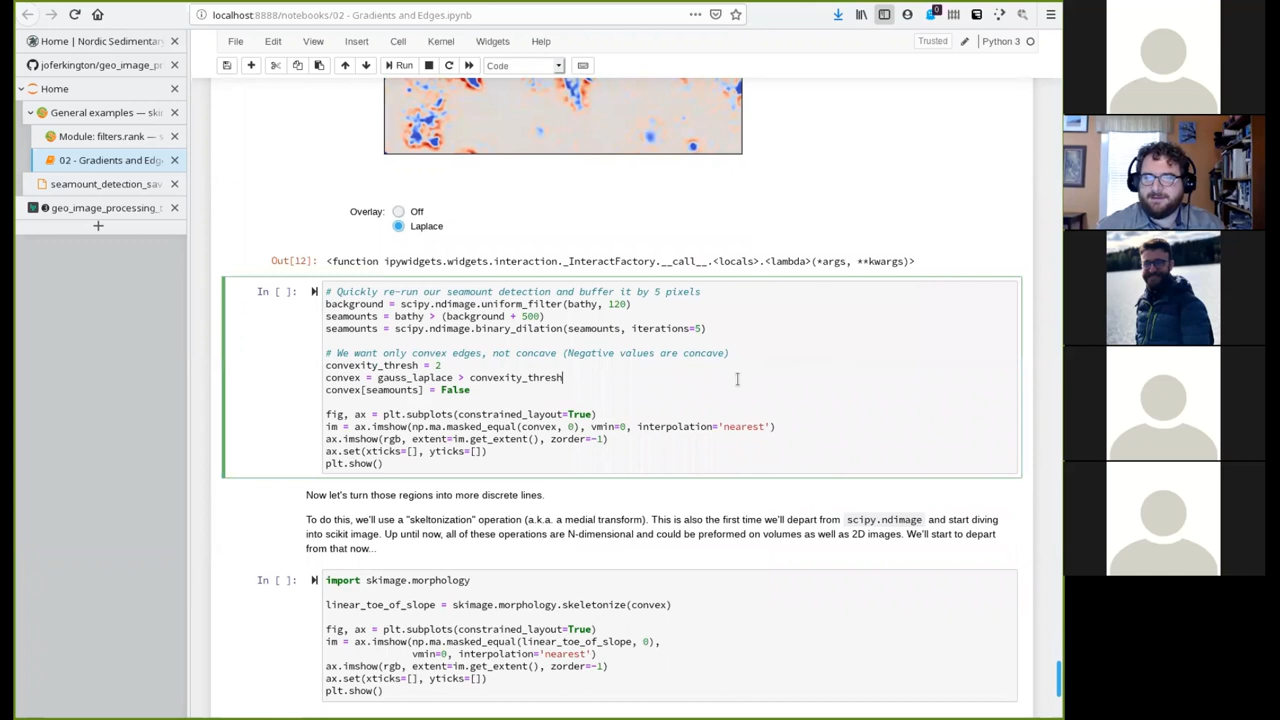 localhost:8888/notebooks/02 - Gradients and Edges.ipynb
0
Home | Nordic Sedimentar
joferkington/geo_image_pr
Home
General examples — skil
Module: filters.rank — s
02 - Gradients and Edg
seamount_detection_sav
geo_image_processing_t
File Edit View Insert Cell Kernel Widgets Help
Trusted
Python 3
Run
Code
Overlay:
Off
Laplace
Out[12]:
<function ipywidgets.widgets.interaction._InteractFactory.__call__.<locals>.<lambda>(*args, **kwargs)>
In [ ]:
# Quickly re-run our seamount detection and buffer it by 5 pixels
background = scipy.ndimage.uniform_filter(bathy, 120)
seamounts = bathy > (background + 500)
seamounts = scipy.ndimage.binary_dilation(seamounts, iterations=5)
# We want only convex edges, not concave (Negative values are concave)
convexity_thresh = 2
convex = gauss_laplace > convexity_thresh
convex[seamounts] = False
fig, ax = plt.subplots(constrained_layout=True)
im = ax.imshow(np.ma.masked_equal(convex, 0), vmin=0, interpolation='nearest')
ax.imshow(rgb, extent=im.get_extent(), zorder=-1)
ax.set(xticks=[], yticks=[])
plt.show()
Now let's turn those regions into more discrete lines.
To do this, we'll use a "skeltonization" operation (a.k.a. a medial transform). This is also the first time we'll depart from scipy.ndimage and start diving
into scikit image. Up until now, all of these operations are N-dimensional and could be preformed on volumes as well as 2D images. We'll start to depart
from that now...
In [ ]:
import skimage.morphology
linear_toe_of_slope = skimage.morphology.skeletonize(convex)
fig, ax = plt.subplots(constrained_layout=True)
im = ax.imshow(np.ma.masked_equal(linear_toe_of_slope, 0),
vmin=0, interpolation='nearest')
ax.imshow(rgb, extent=im.get_extent(), zorder=-1)
ax.set(xticks=[], yticks=[])
plt.show()